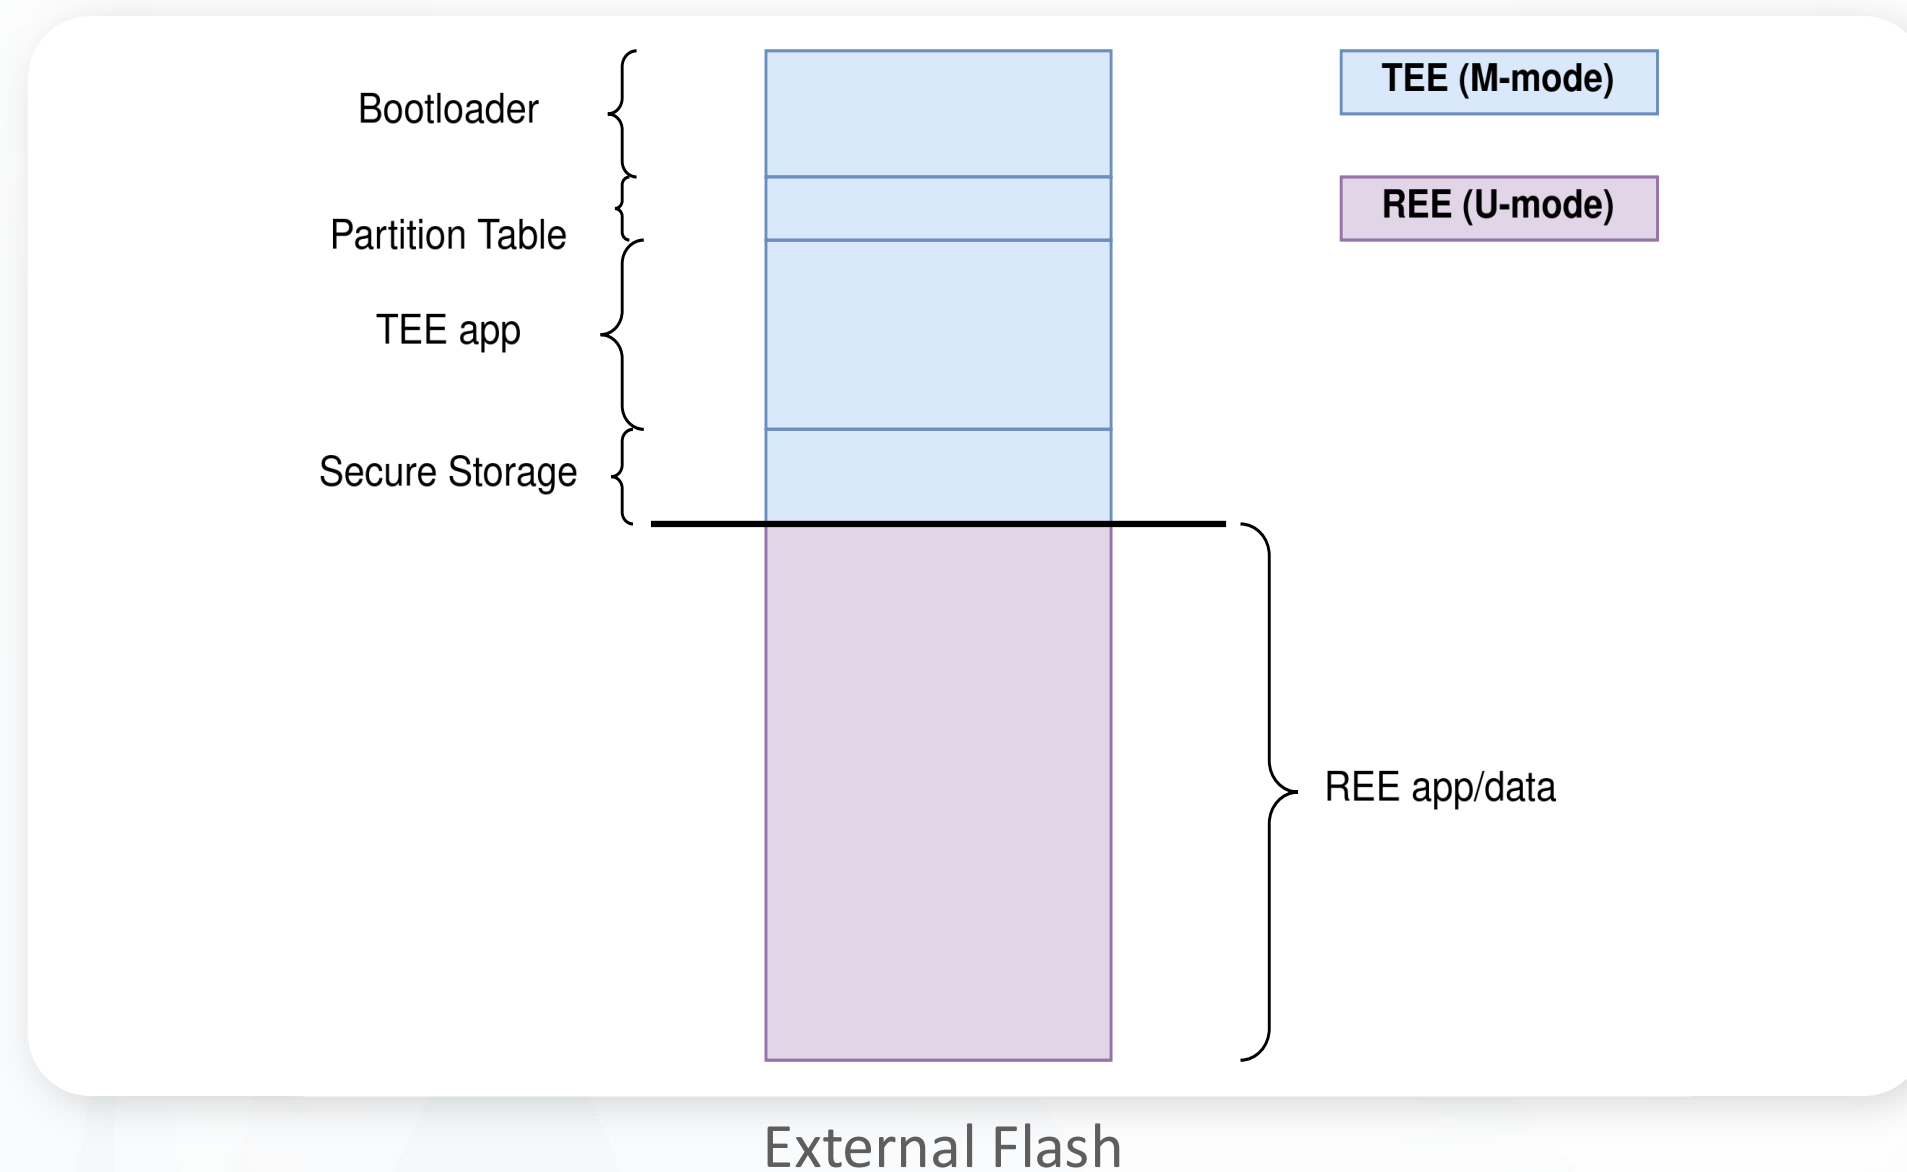 Bootloader
Partition Table
TEE app
Secure Storage
TEE (M-mode)
REE (U-mode)
REE app/data
External Flash